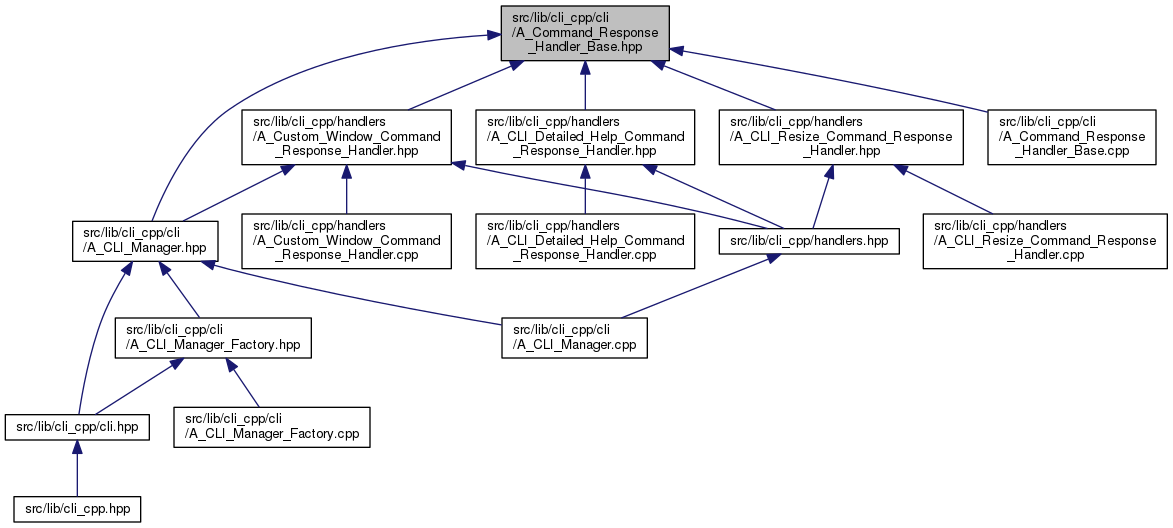 src/lib/cli_cpp/cli
/A_Command_Response
_Handler_Base.hpp
src/lib/cli_cpp/handlers
/A_Custom_Window_Command
_Response_Handler.hpp
src/lib/cli_cpp/handlers
/A_CLI_Detailed_Help_Command
_Response_Handler.hpp
src/lib/cli_cpp/handlers
/A_CLI_Resize_Command_Response
_Handler.hpp
src/lib/cli_cpp/cli
/A_Command_Response
_Handler_Base.cpp
src/lib/cli_cpp/cli
/A_CLI_Manager.hpp
src/lib/cli_cpp/handlers
/A_Custom_Window_Command
_Response_Handler.cpp
src/lib/cli_cpp/handlers
/A_CLI_Detailed_Help_Command
_Response_Handler.cpp
src/lib/cli_cpp/handlers.hpp
src/lib/cli_cpp/handlers
/A_CLI_Resize_Command_Response
_Handler.cpp
src/lib/cli_cpp/cli
/A_CLI_Manager_Factory.hpp
src/lib/cli_cpp/cli
/A_CLI_Manager.cpp
src/lib/cli_cpp/cli.hpp
src/lib/cli_cpp/cli
/A_CLI_Manager_Factory.cpp
src/lib/cli_cpp.hpp